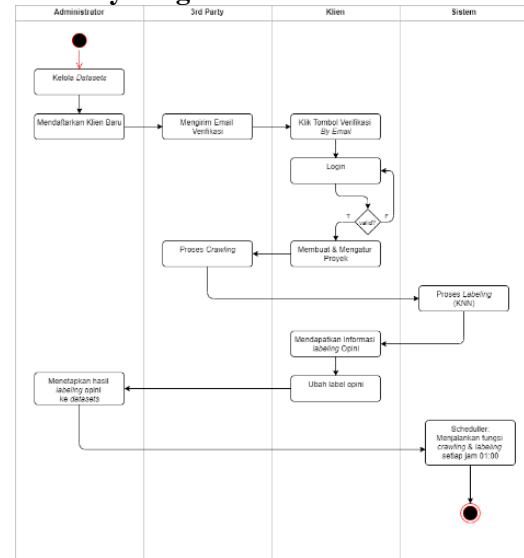 Administrator
3rd Party
Klien
Sistem
Kelola Datasets
Mendaftarkan Klien Baru
Mengirim Email
Verifikasi
Klik Tombol Verifikasi
By Email
Login
T
valid?
F
Proses Crawling
Membuat & Mengatur
Proyek
Proses Labeling
(KNN)
Mendapatkan Informasi
labeling Opini
Menetapkan hasil
labeling opini
ke datasets
Ubah label opini
Scheduller:
Menjalankan fungsi
crawling & labeling
setiap jam 01:00